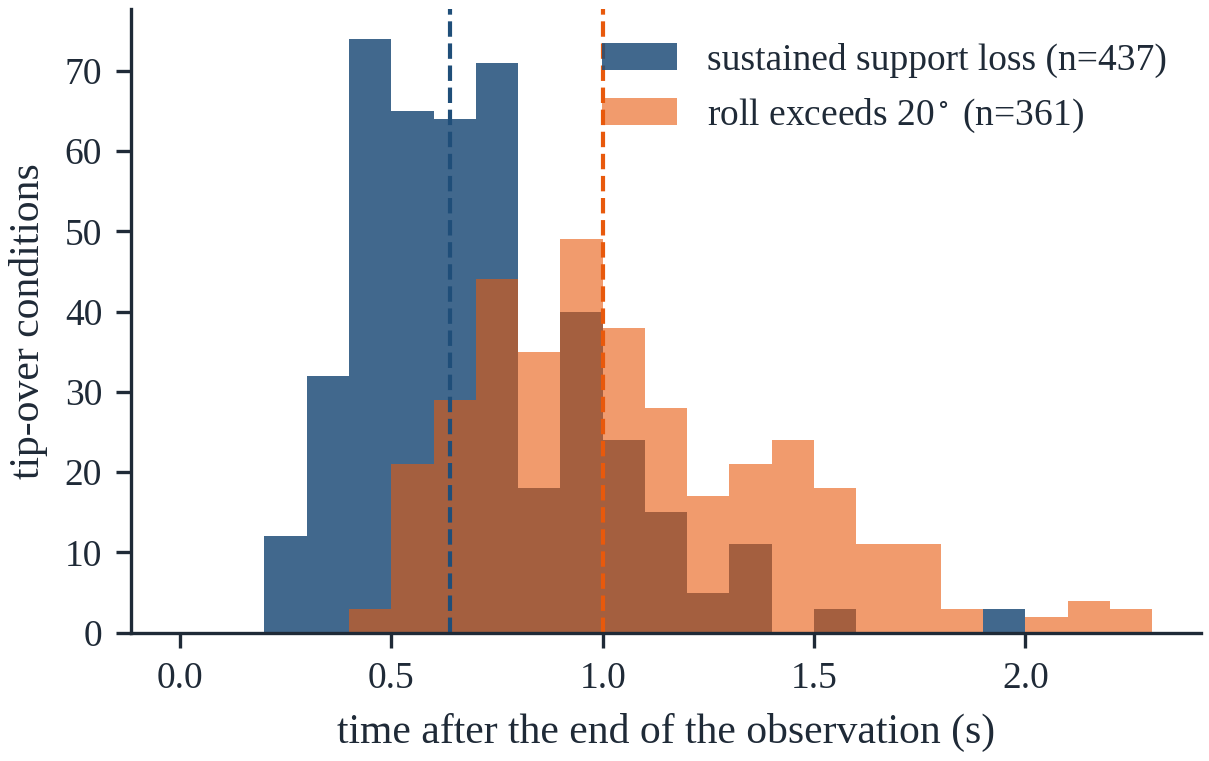 sustained support loss (n=437)
roll exceeds 20° (n=361)
tip-over conditions
70
60
50
40
30
20
10
0
0.0 0.5 1.0 1.5 2.0
time after the end of the observation (s)